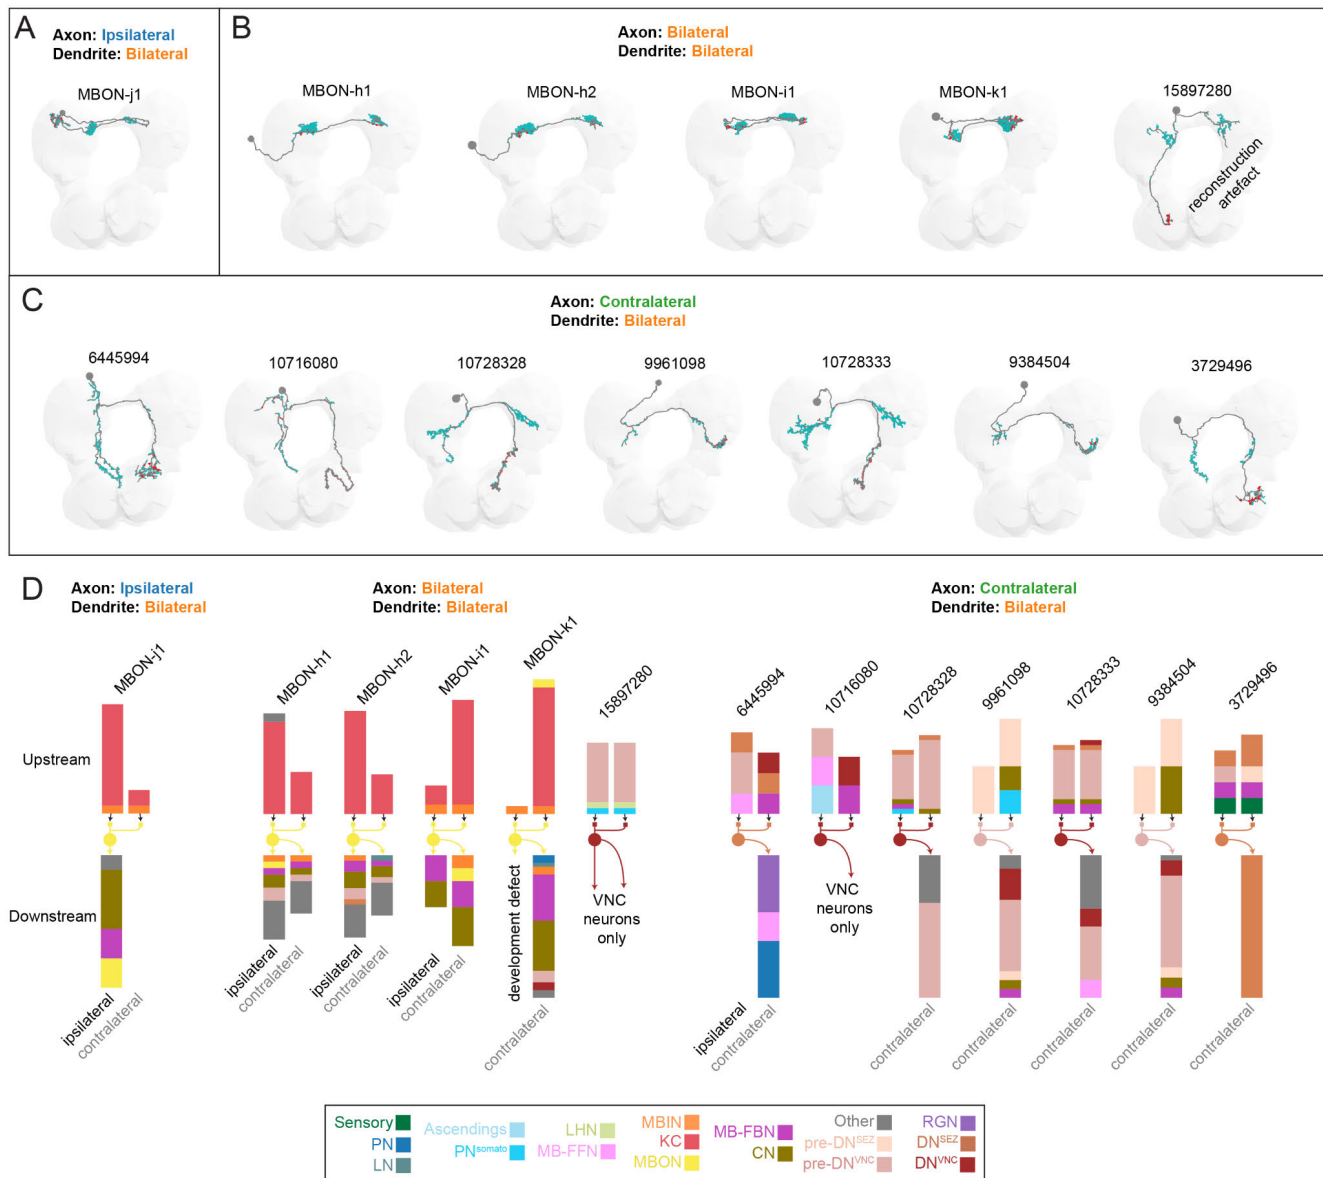 A
Axon: Ipsilateral
Dendrite: Bilateral
MBON-j1
B
Axon: Bilateral
Dendrite: Bilateral
MBON-h1
MBON-h2
MBON-i1
MBON-k1
15897280
reconstruction
artefact
C
Axon: Contralateral
Dendrite: Bilateral
6445994
10716080
10728328
9961098
10728333
9384504
3729496
D
Axon: Ipsilateral
Dendrite: Bilateral
Axon: Bilateral
Dendrite: Bilateral
Axon: Contralateral
Dendrite: Bilateral
MBON-j1
MBON-h1
MBON-h2
MBON-i1
MBON-k1
15897280
6445994
10716080
10728328
9961098
10728333
9384504
3729496
Upstream
Downstream
development defect
VNC
neurons
only
VNC
neurons
only
ipsilateral
contralateral
ipsilateral
contralateral
ipsilateral
contralateral
ipsilateral
contralateral
contralateral
ipsilateral
contralateral
contralateral
contralateral
contralateral
contralateral
contralateral
Sensory
PN
LN
Ascendings
PNsomato
LHN
MB-FFN
MBIN
KC
MBON
MB-FBN
CN
Other
pre-DNSEZ
pre-DNVNC
RGN
DNSEZ
DNVNC